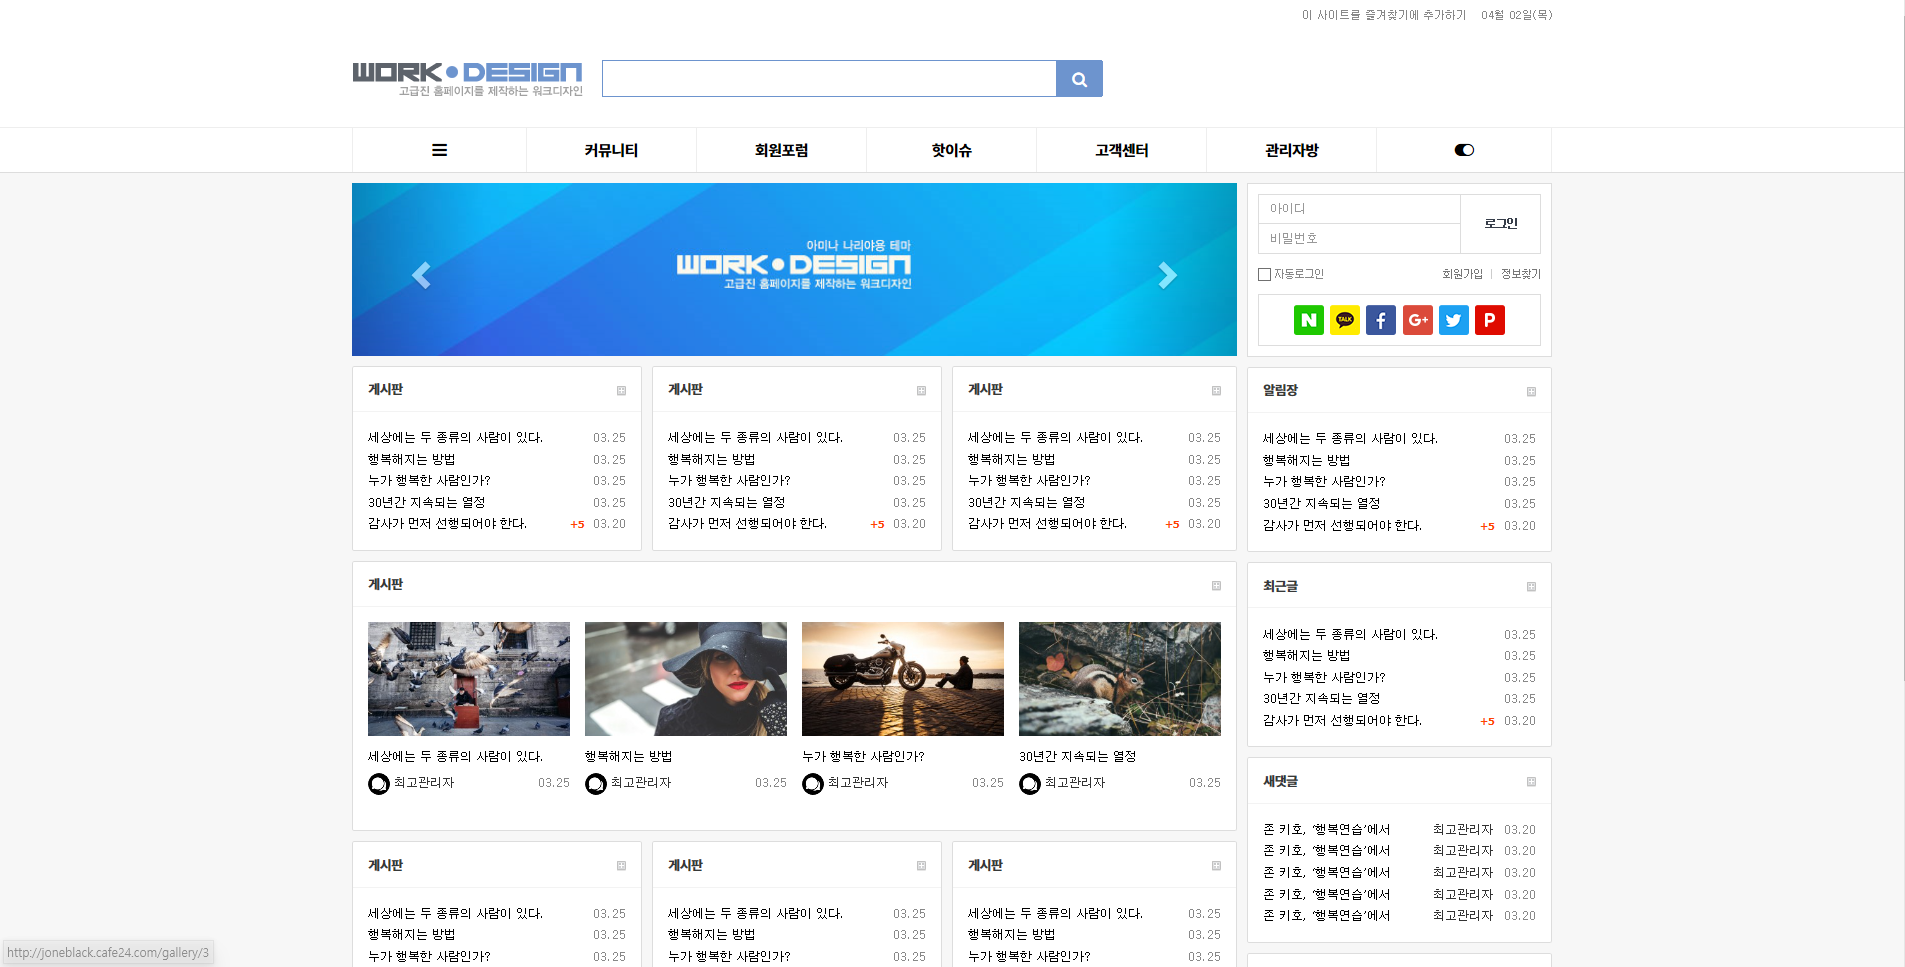 이 사이트를 즐겨찾기에 추가하기 04월 02일(목)
WORK DESIGN
고급진 홈페이지를 제작하는 워크디자인
커뮤니티 회원포럼 핫이슈 고객센터 관리자방
아미나 나리야용 테마
WORK DESIGN
고급진 홈페이지를 제작하는 워크디자인
아이디
비밀번호
로그인
자동로그인 회원가입 정보찾기
N TALK f G+ P
게시판
세상에는 두 종류의 사람이 있다. 03.25
행복해지는 방법 03.25
누가 행복한 사람인가? 03.25
30년간 지속되는 열정 03.25
감사가 먼저 선행되어야 한다. +5 03.20
게시판
세상에는 두 종류의 사람이 있다. 03.25
행복해지는 방법 03.25
누가 행복한 사람인가? 03.25
30년간 지속되는 열정 03.25
감사가 먼저 선행되어야 한다. +5 03.20
게시판
세상에는 두 종류의 사람이 있다. 03.25
행복해지는 방법 03.25
누가 행복한 사람인가? 03.25
30년간 지속되는 열정 03.25
감사가 먼저 선행되어야 한다. +5 03.20
알림장
세상에는 두 종류의 사람이 있다. 03.25
행복해지는 방법 03.25
누가 행복한 사람인가? 03.25
30년간 지속되는 열정 03.25
감사가 먼저 선행되어야 한다. +5 03.20
게시판
세상에는 두 종류의 사람이 있다.
최고관리자 03.25
행복해지는 방법
최고관리자 03.25
누가 행복한 사람인가?
최고관리자 03.25
30년간 지속되는 열정
최고관리자 03.25
최근글
세상에는 두 종류의 사람이 있다. 03.25
행복해지는 방법 03.25
누가 행복한 사람인가? 03.25
30년간 지속되는 열정 03.25
감사가 먼저 선행되어야 한다. +5 03.20
새댓글
존 키호, '행복연습'에서 최고관리자 03.20
존 키호, '행복연습'에서 최고관리자 03.20
존 키호, '행복연습'에서 최고관리자 03.20
존 키호, '행복연습'에서 최고관리자 03.20
존 키호, '행복연습'에서 최고관리자 03.20
게시판
세상에는 두 종류의 사람이 있다. 03.25
행복해지는 방법 03.25
누가 행복한 사람인가? 03.25
게시판
세상에는 두 종류의 사람이 있다. 03.25
행복해지는 방법 03.25
누가 행복한 사람인가? 03.25
게시판
세상에는 두 종류의 사람이 있다. 03.25
행복해지는 방법 03.25
누가 행복한 사람인가? 03.25
http://joneblack.cafe24.com/gallery/3